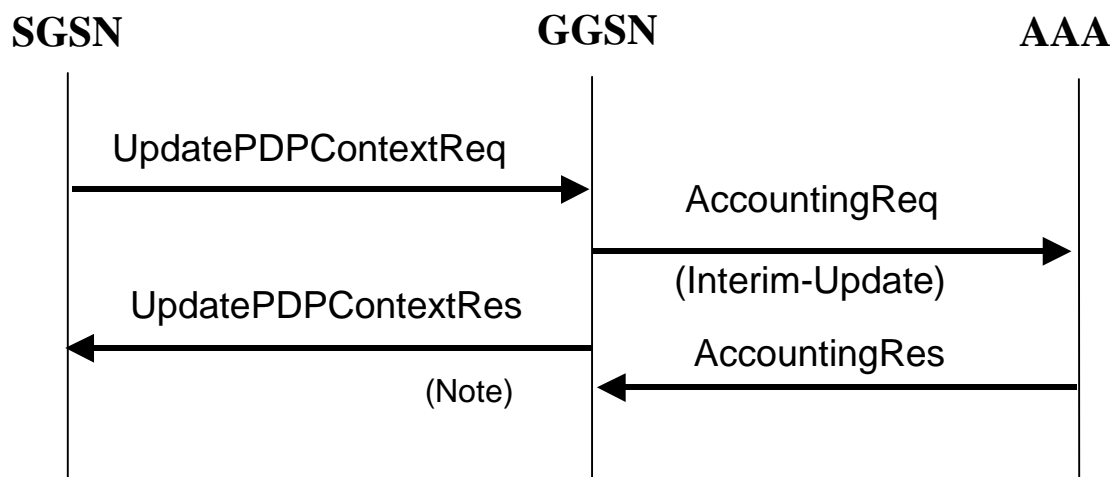 SGSN
GGSN
AAA
UpdatePDPContextReq
AccountingReq
(Interim-Update)
UpdatePDPContextRes
AccountingRes
(Note)